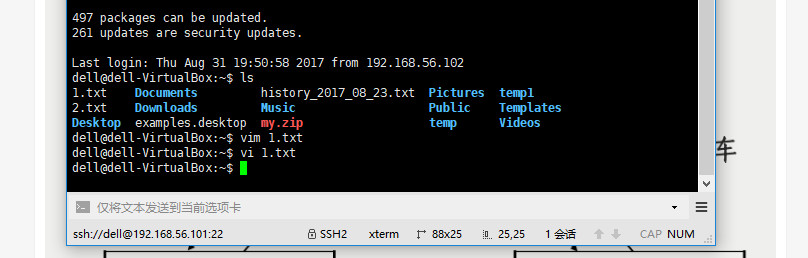 497 packages can be updated.
261 updates are security updates.
Last login: Thu Aug 31 19:50:58 2017 from 192.168.56.102
dell@dell-VirtualBox:~$ ls
1.txt Documents history_2017_08_23.txt Pictures temp1
2.txt Downloads Music Public Templates
Desktop examples.desktop my.zip temp Videos
dell@dell-VirtualBox:~$ vim 1.txt
dell@dell-VirtualBox:~$ vi 1.txt
dell@dell-VirtualBox:~$
车
仅将文本发送到当前选项卡
ssh://dell@192.168.56.101:22 SSH2 xterm 88x25 25,25 1 会话 CAP NUM